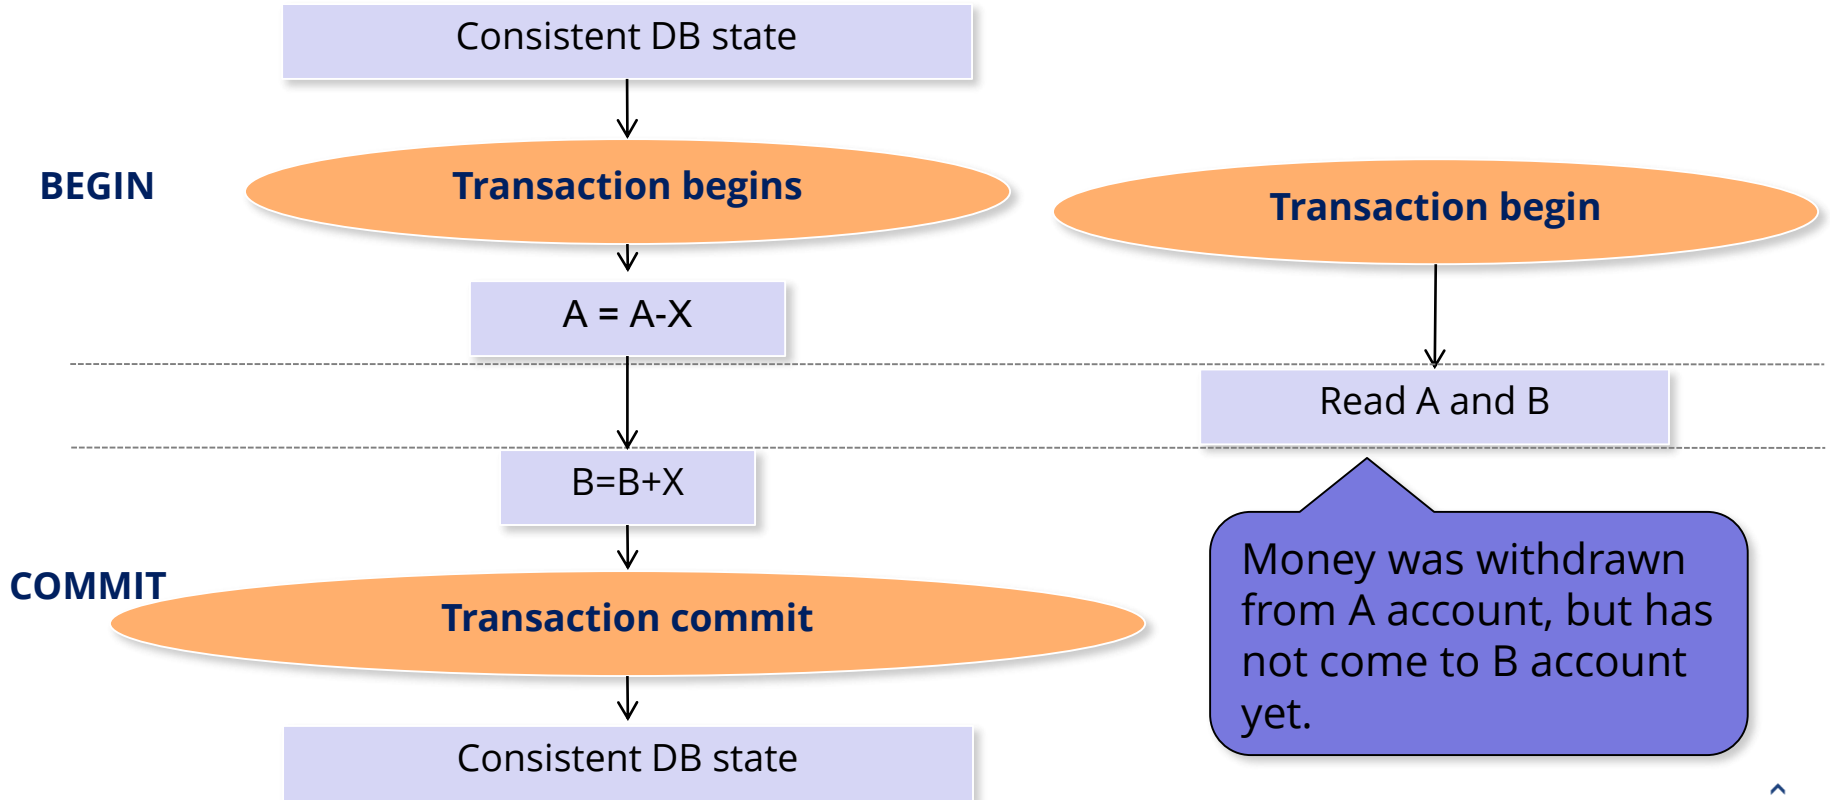 Consistent DB state
BEGIN
Transaction begins
Transaction begin
A = A-X
Read A and B
B=B+X
Money was withdrawn
from A account, but has
not come to B account
yet.
COMMIT
Transaction commit
Consistent DB state